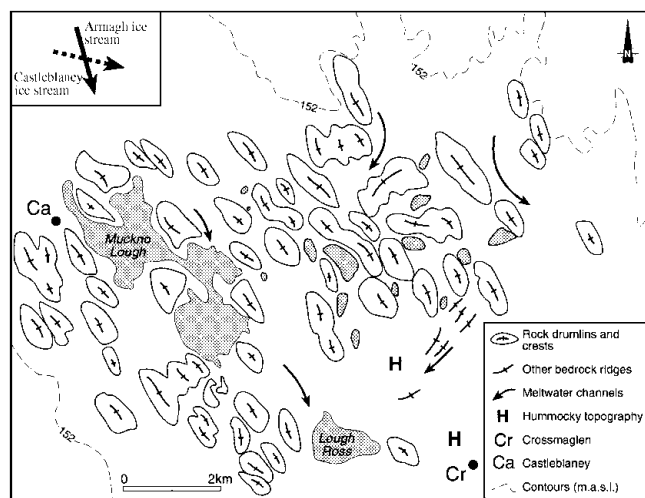 Armagh ice
stream
Castleblaney
ice stream
N
152
152
Ca
Muckno
Lough
H
Lough
Ross
H
Cr
152
0 2km
Rock drumlins and
crests
Other bedrock ridges
Meltwater channels
H Hummocky topography
Cr Crossmaglen
Ca Castleblaney
Contours (m.a.s.l.)